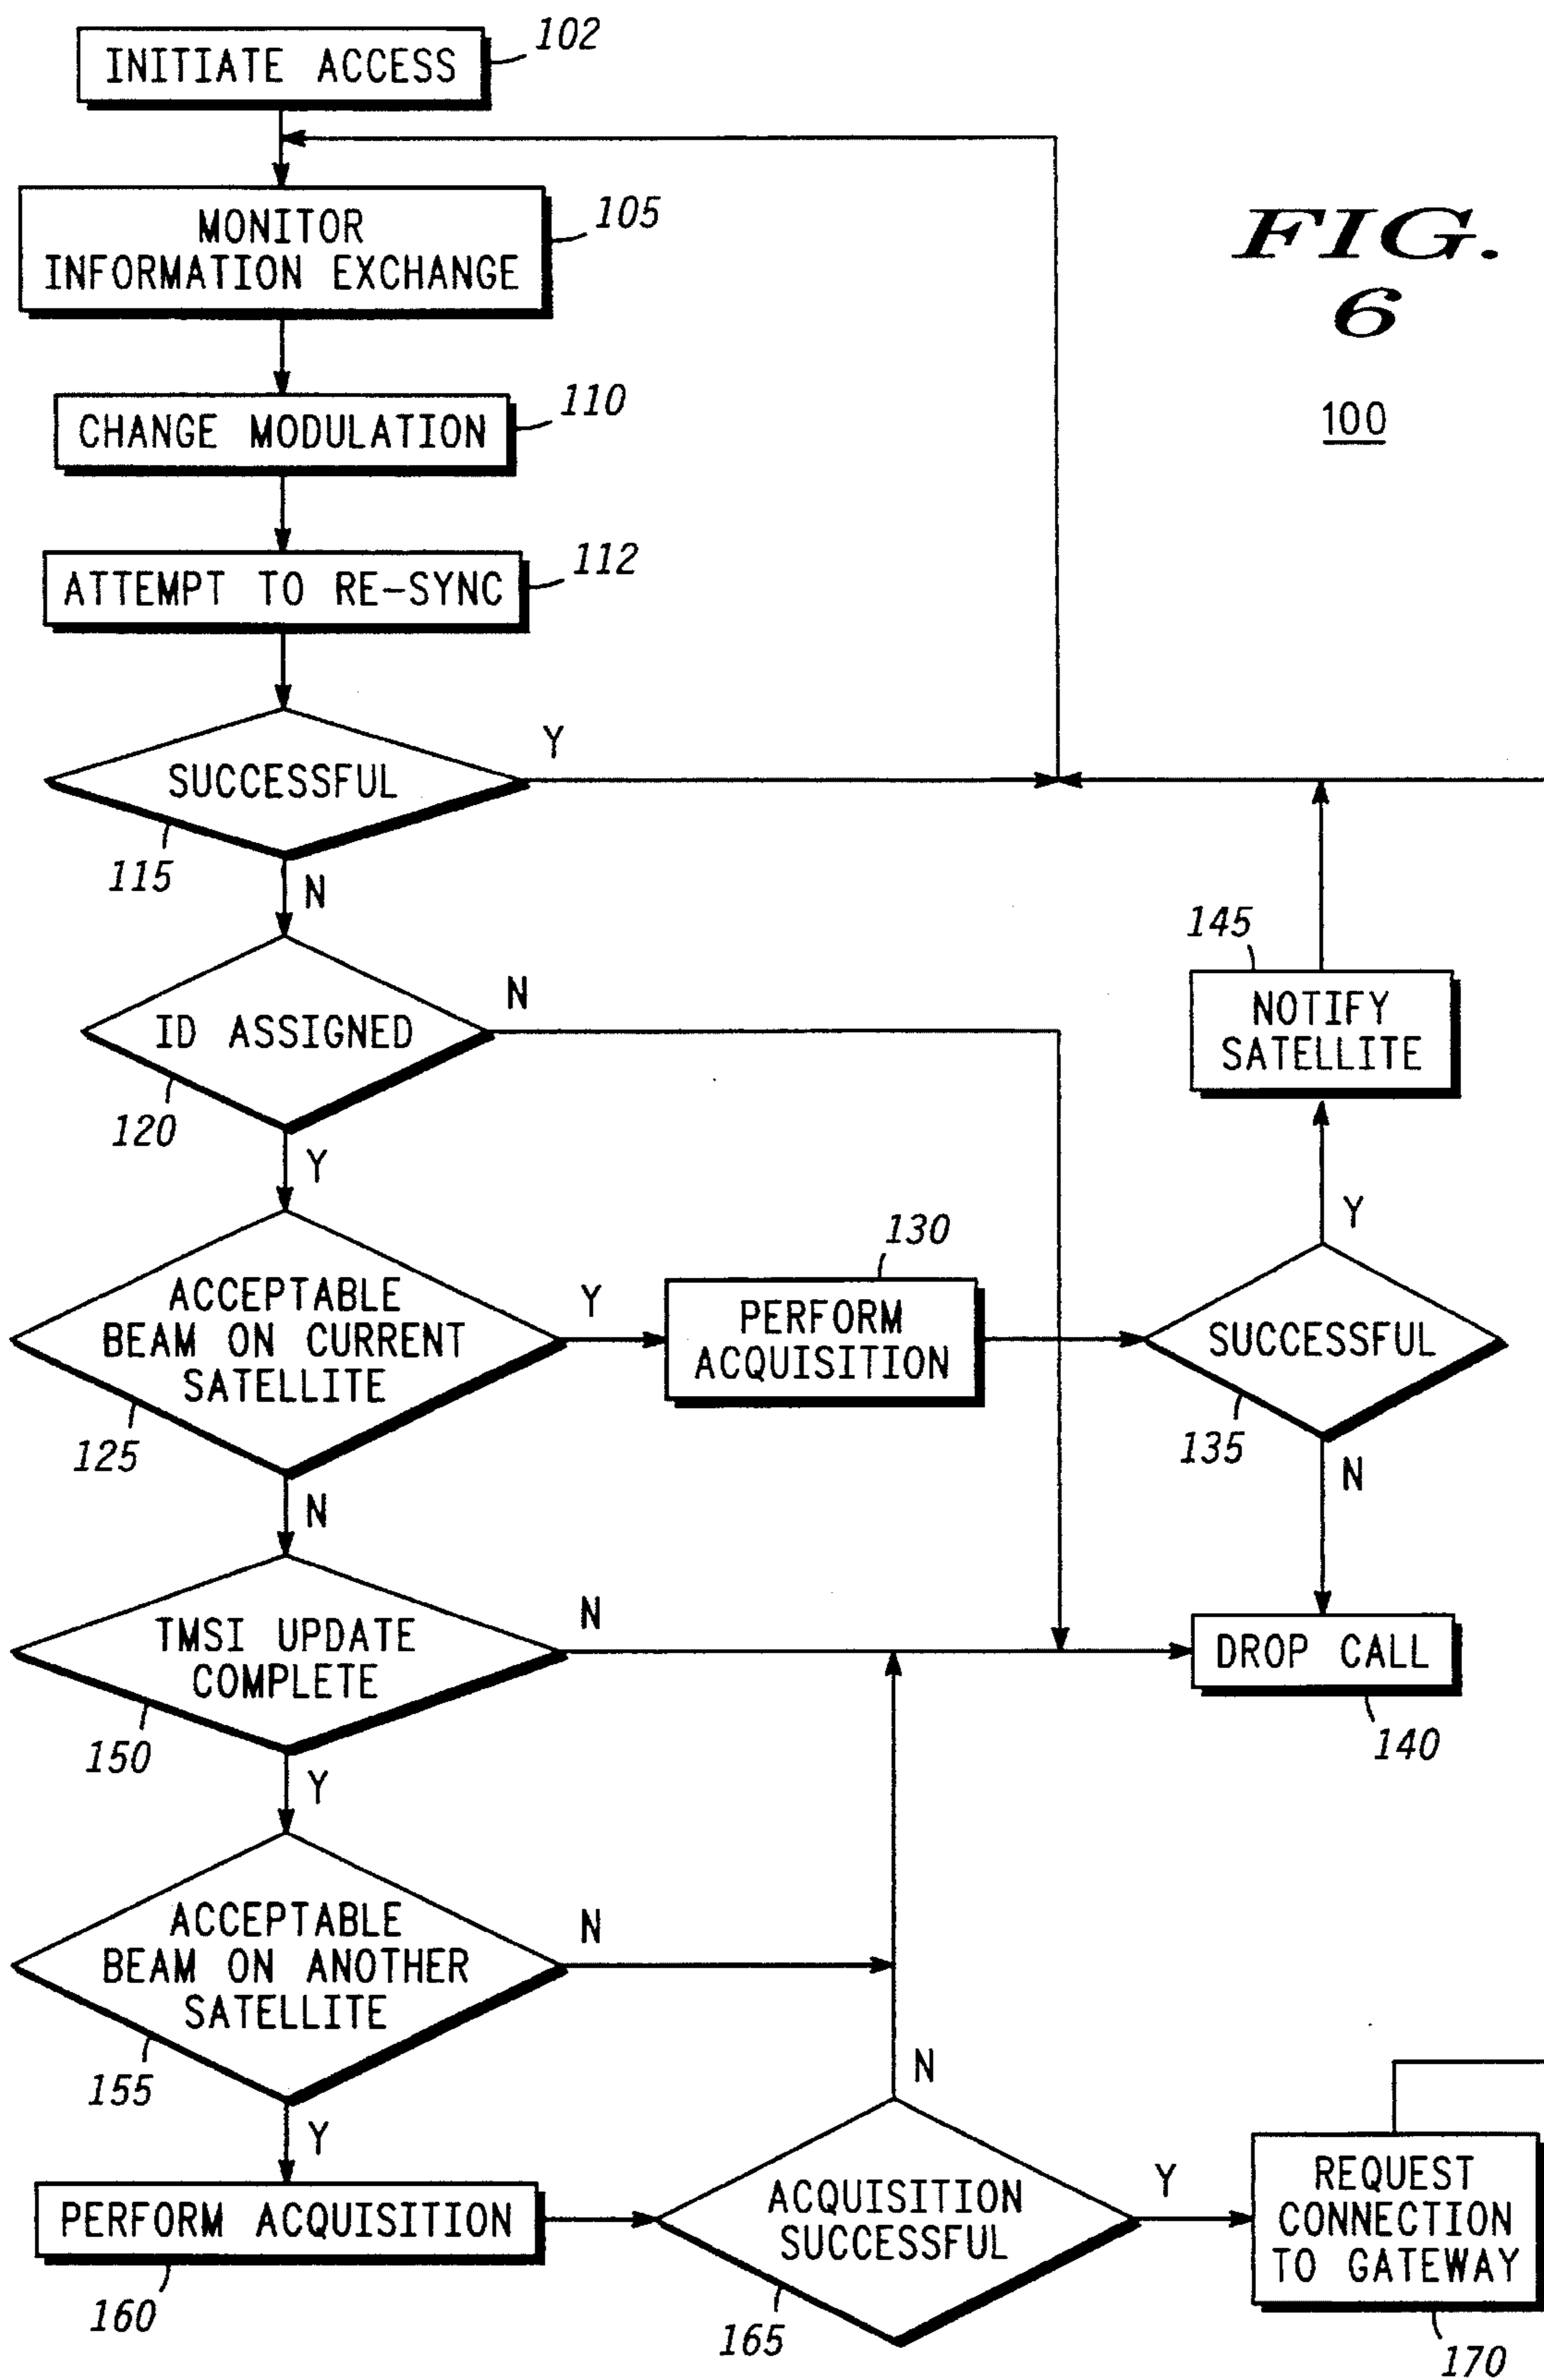 INITIATE ACCESS
102
MONITOR
INFORMATION EXCHANGE
105
FIG.
6
100
CHANGE MODULATION
110
ATTEMPT TO RE-SYNC
112
SUCCESSFUL
Y
115
N
ID ASSIGNED
N
120
Y
145
NOTIFY
SATELLITE
Y
ACCEPTABLE
BEAM ON CURRENT
SATELLITE
Y
125
N
130
PERFORM
ACQUISITION
SUCCESSFUL
135
N
TMSI UPDATE
COMPLETE
N
150
Y
DROP CALL
140
ACCEPTABLE
BEAM ON ANOTHER
SATELLITE
N
155
Y
PERFORM ACQUISITION
160
N
ACQUISITION
SUCCESSFUL
Y
165
REQUEST
CONNECTION
TO GATEWAY
170